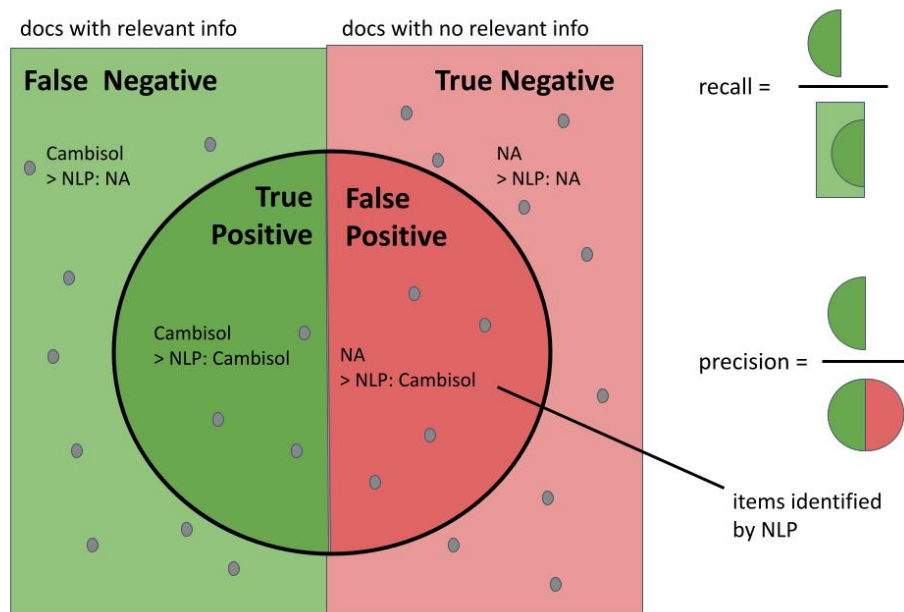 docs with relevant info
docs with no relevant info
False Negative
True Negative
Cambisol
> NLP: NA
NA
> NLP: NA
True
Positive
False
Positive
Cambisol
> NLP: Cambisol
NA
> NLP: Cambisol
recall =
precision =
items identified
by NLP